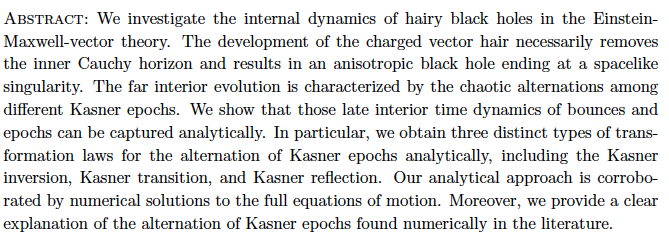 ABSTRACT: We investigate the internal dynamics of hairy black holes in the Einstein-
Maxwell-vector theory. The development of the charged vector hair necessarily removes
the inner Cauchy horizon and results in an anisotropic black hole ending at a spacelike
singularity. The far interior evolution is characterized by the chaotic alternations among
different Kasner epochs. We show that those late interior time dynamics of bounces and
epochs can be captured analytically. In particular, we obtain three distinct types of trans-
formation laws for the alternation of Kasner epochs analytically, including the Kasner
inversion, Kasner transition, and Kasner reflection. Our analytical approach is corrobo-
rated by numerical solutions to the full equations of motion. Moreover, we provide a clear
explanation of the alternation of Kasner epochs found numerically in the literature.